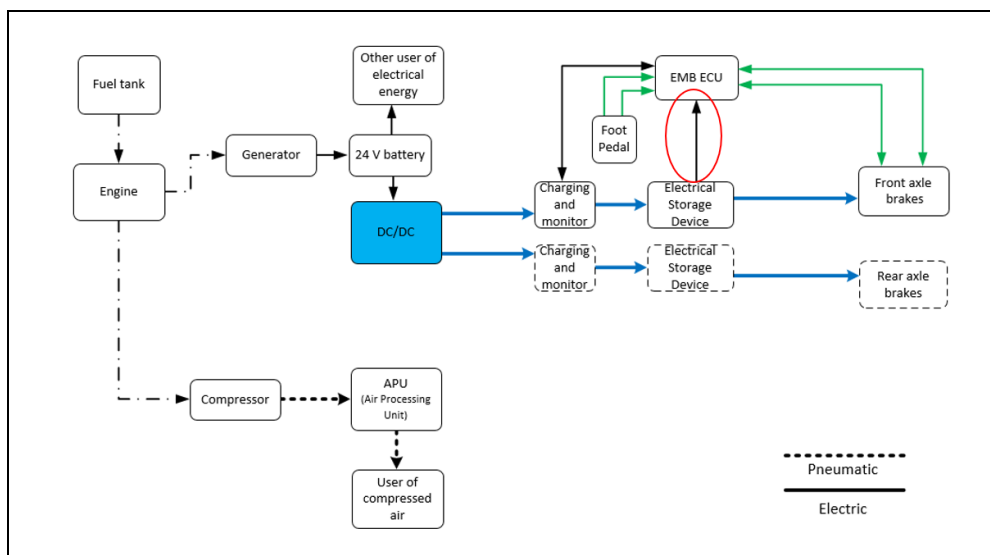 Fuel tank
Other user of
electrical
energy
EMB ECU
Foot
Pedal
Generator
24 V battery
Engine
Charging
and
monitor
Electrical
Storage
Device
Front axle
brakes
DC/DC
Charging
and
monitor
Electrical
Storage
Device
Rear axle
brakes
Compressor
APU
(Air Processing
Unit)
User of
compressed
air
Pneumatic
Electric